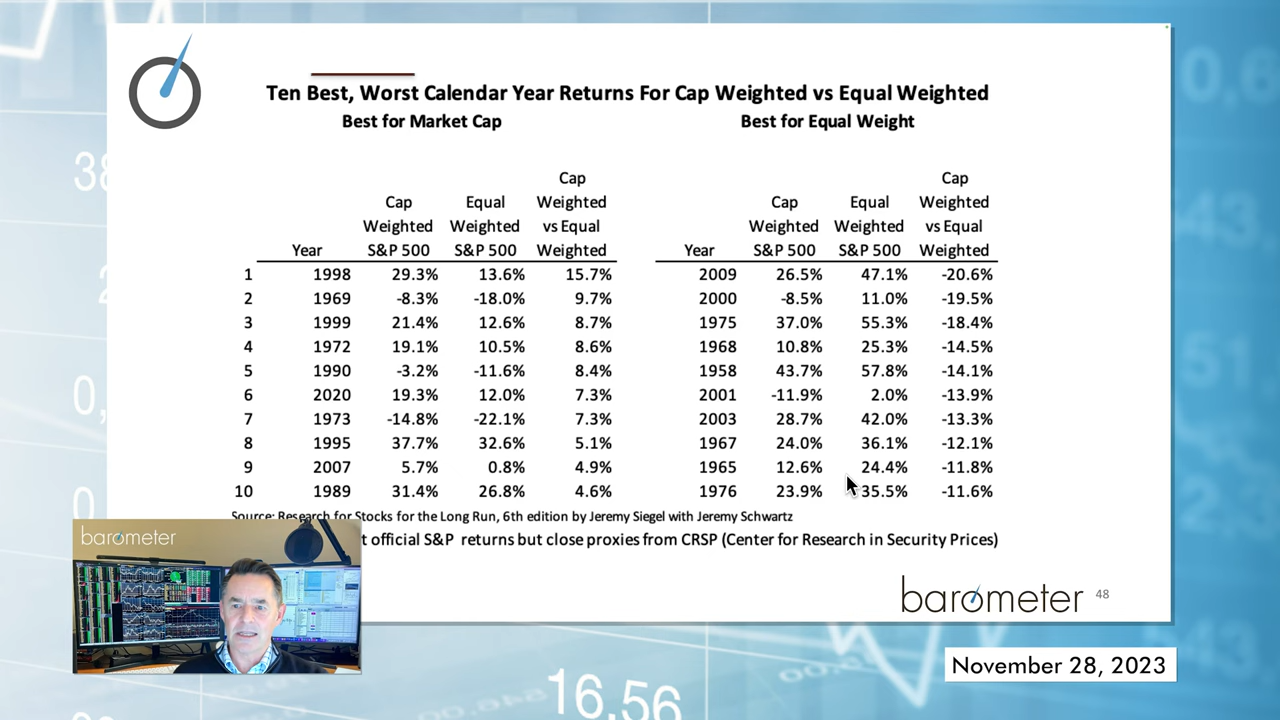 Ten Best, Worst Calendar Year Returns For Cap Weighted vs Equal Weighted
Best for Market Cap
Best for Equal Weight
Cap Cap
Cap Equal Weighted Cap Equal Weighted
Weighted Weighted vs Equal Weighted Weighted vs Equal
Year S&P 500 S&P 500 Weighted Year S&P 500 S&P 500 Weighted
1 1998 29.3% 13.6% 15.7% 2009 26.5% 47.1% -20.6%
2 1969 -8.3% -18.0% 9.7% 2000 -8.5% 11.0% -19.5%
3 1999 21.4% 12.6% 8.7% 1975 37.0% 55.3% -18.4%
4 1972 19.1% 10.5% 8.6% 1968 10.8% 25.3% -14.5%
5 1990 -3.2% -11.6% 8.4% 1958 43.7% 57.8% -14.1%
6 2020 19.3% 12.0% 7.3% 2001 -11.9% 2.0% -13.9%
7 1973 -14.8% -22.1% 7.3% 2003 28.7% 42.0% -13.3%
8 1995 37.7% 32.6% 5.1% 1967 24.0% 36.1% -12.1%
9 2007 5.7% 0.8% 4.9% 1965 12.6% 24.4% -11.8%
10 1989 31.4% 26.8% 4.6% 1976 23.9% 35.5% -11.6%
Source: Research for Stocks for the Long Run, 6th edition by Jeremy Siegel with Jeremy Schwartz
official S&P returns but close proxies from CRSP (Center for Research in Security Prices)
barometer
barometer 48
November 28, 2023
16,56